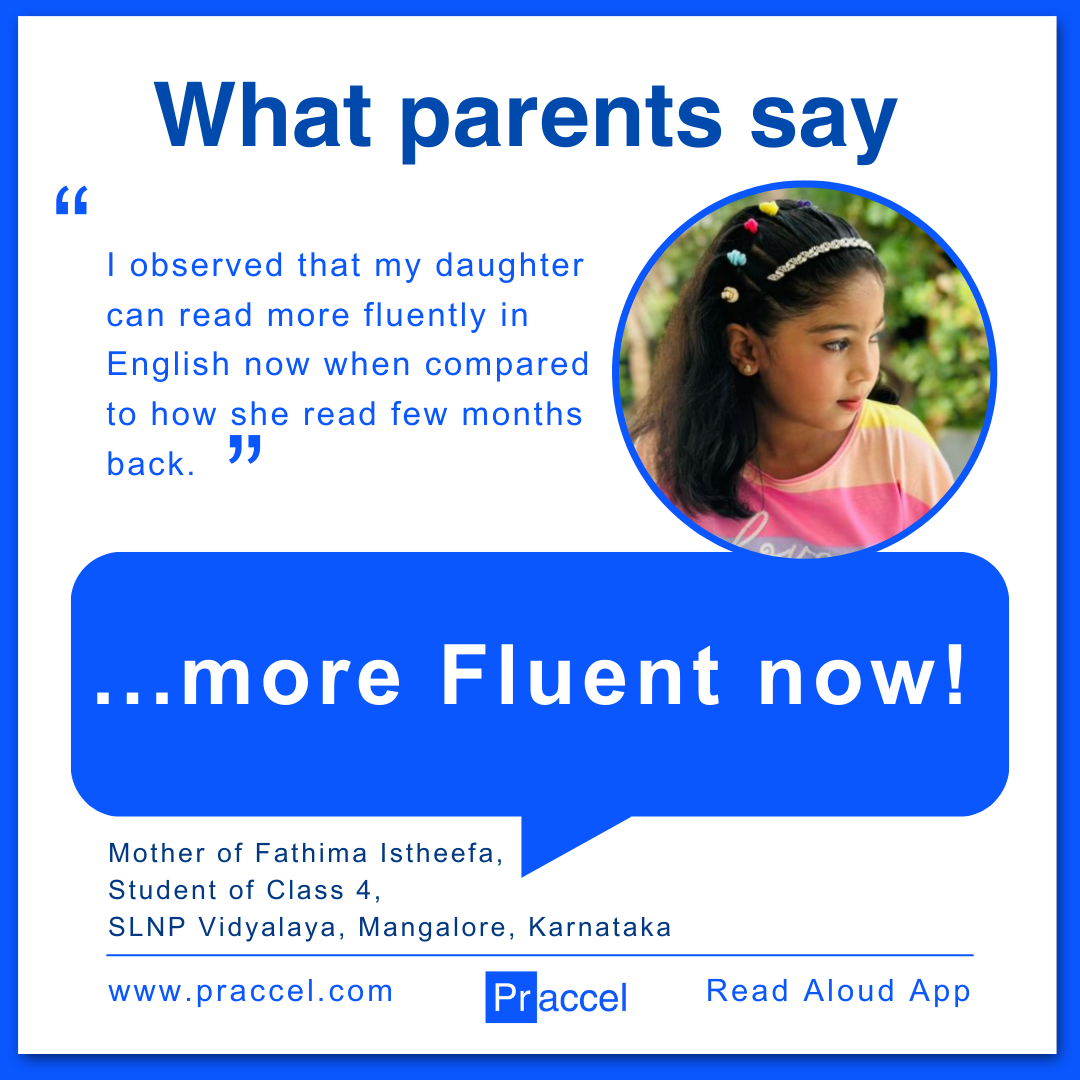 What parents say
“
I observed that my daughter
can read more fluently in
English now when compared
to how she read few months
back. ”
...more Fluent now!
Mother of Fathima Istheefa,
Student of Class 4,
SLNP Vidyalaya, Mangalore, Karnataka
www.praccel.com
Praccel
Read Aloud App